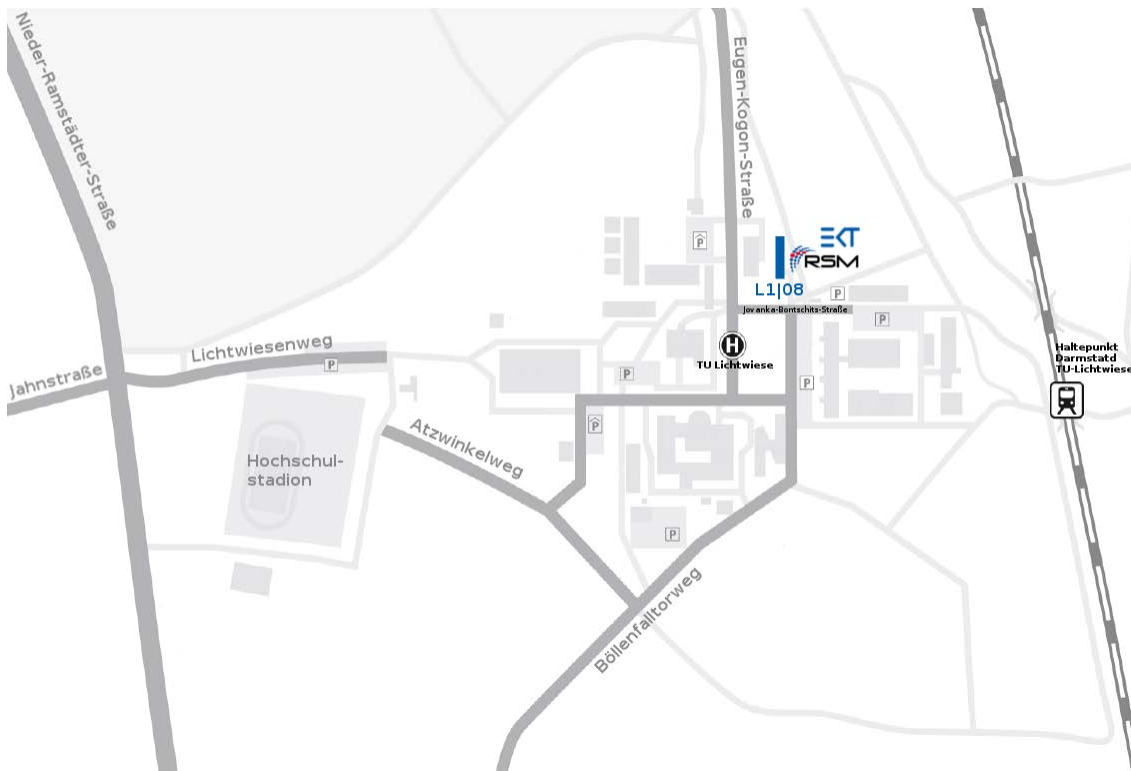 Nieder-Ramstädter-Straße
Eugen-Kogon-Straße
P
EKT
RSM
L1|08
P
Jovanka-Bontschits-Straße
P
H
TU Lichtwiese
Lichtwiesenweg
P
Haltepunkt
Darmstatd
TU-Lichtwiese
Jahnstraße
P
P
P
Atzwinkelweg
Hochschul-
stadion
P
Böllenfalltorweg